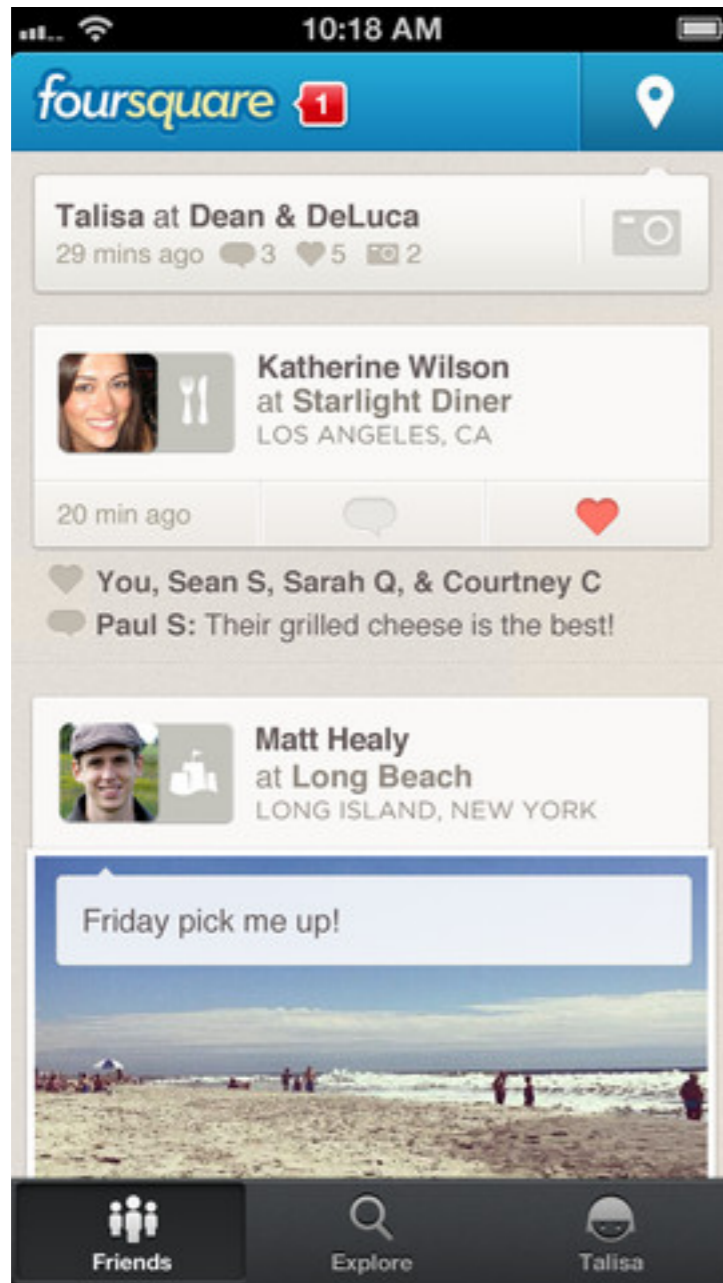 10:18 AM
foursquare 1
Talisa at Dean & DeLuca
29 mins ago 3 5 2
Katherine Wilson
at Starlight Diner
LOS ANGELES, CA
20 min ago
You, Sean S, Sarah Q, & Courtney C
Paul S: Their grilled cheese is the best!
Matt Healy
at Long Beach
LONG ISLAND, NEW YORK
Friday pick me up!
Friends Explore Talisa